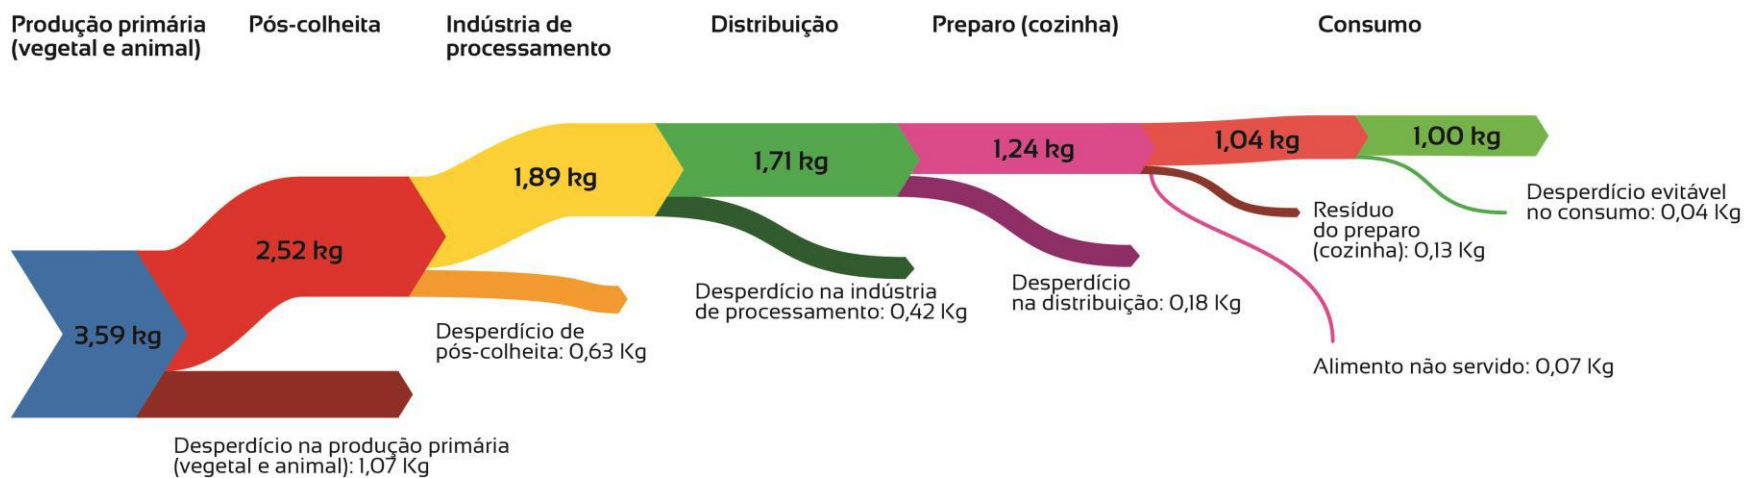 Produção primária
(vegetal e animal)
Pós-colheita
Indústria de
processamento
Distribuição
Preparo (cozinha)
Consumo
3,59 kg
2,52 kg
1,89 kg
1,71 kg
1,24 kg
1,04 kg
1,00 kg
Desperdício na produção primária
(vegetal e animal): 1,07 Kg
Desperdício de
pós-colheita: 0,63 Kg
Desperdício na indústria
de processamento: 0,42 Kg
Desperdício
na distribuição: 0,18 Kg
Resíduo
do preparo
(cozinha): 0,13 Kg
Alimento não servido: 0,07 Kg
Desperdício evitável
no consumo: 0,04 Kg